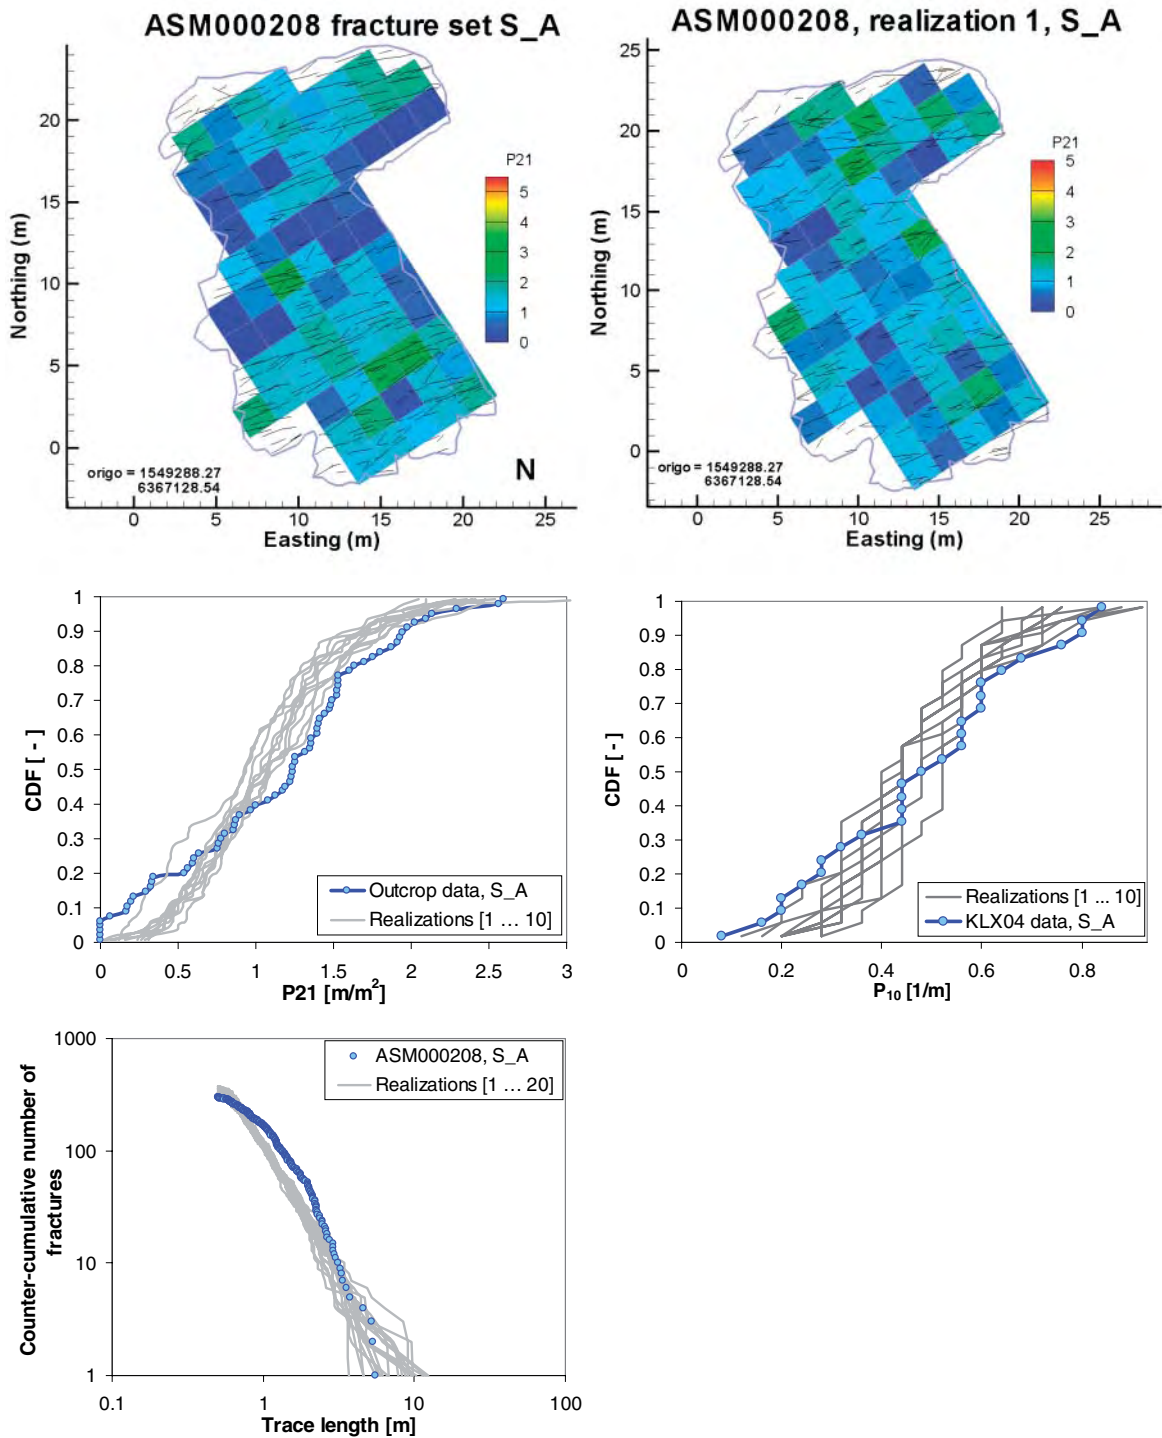 ASM000208 fracture set S_A
20
15
10
5
0
Northing (m)
P21
5
4
3
2
1
0
origo = 1549288.27
6367128.54
N
0 5 10 15 20 25
Easting (m)
ASM000208, realization 1, S_A
25
20
15
10
5
0
Northing (m)
P21
5
4
3
2
1
0
origo = 1549288.27
6367128.54
0 5 10 15 20 25
Easting (m)
1
0.9
0.8
0.7
0.6
0.5
0.4
0.3
0.2
0.1
0
CDF [ - ]
Outcrop data, S_A
Realizations [1 … 10]
0 0.5 1 1.5 2 2.5 3
P21 [m/m²]
1
0.9
0.8
0.7
0.6
0.5
0.4
0.3
0.2
0.1
0
CDF [ - ]
Realizations [1 ... 10]
KLX04 data, S_A
0 0.2 0.4 0.6 0.8
P₁₀ [1/m]
1000
100
10
1
Counter-cumulative number of
fractures
ASM000208, S_A
Realizations [1 … 20]
0.1 1 10 100
Trace length [m]